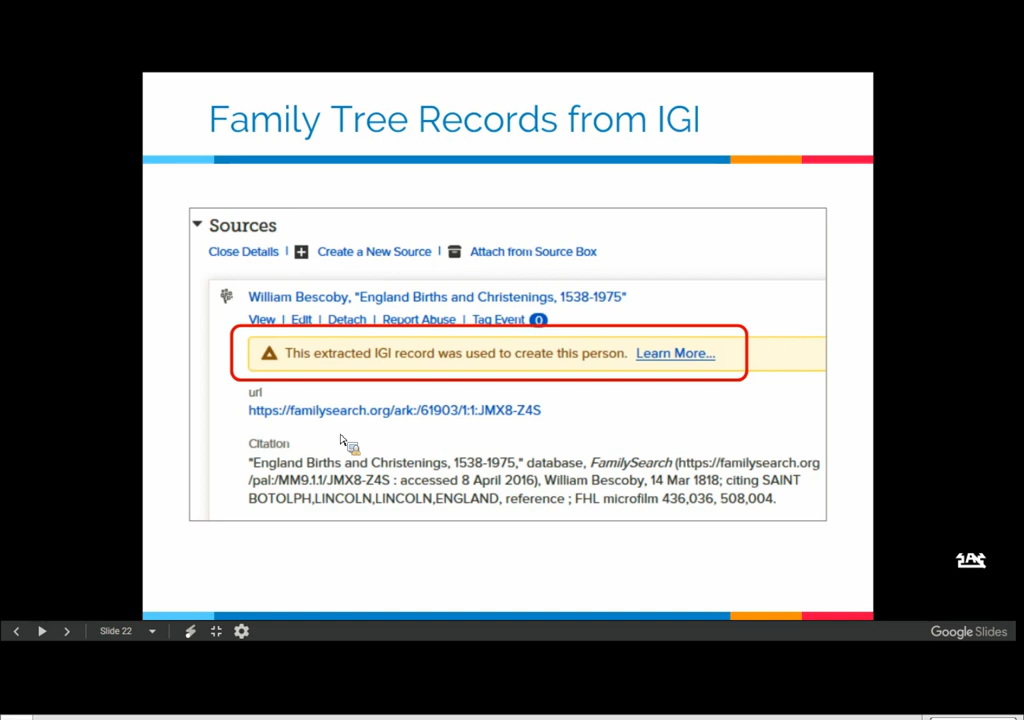 Family Tree Records from IGI
Sources
Close Details | Create a New Source | Attach from Source Box
William Bescoby, "England Births and Christenings, 1538-1975"
View | Edit | Detach | Report Abuse | Tag Event 0
This extracted IGI record was used to create this person. Learn More...
url
https://familysearch.org/ark:/61903/1:1:JMX8-Z4S
Citation
"England Births and Christenings, 1538-1975," database, FamilySearch (https://familysearch.org
/pal:/MM9.1.1/JMX8-Z4S : accessed 8 April 2016), William Bescoby, 14 Mar 1818; citing SAINT
BOTOLPH,LINCOLN,LINCOLN,ENGLAND, reference ; FHL microfilm 436,036, 508,004.
Slide 22
Google Slides